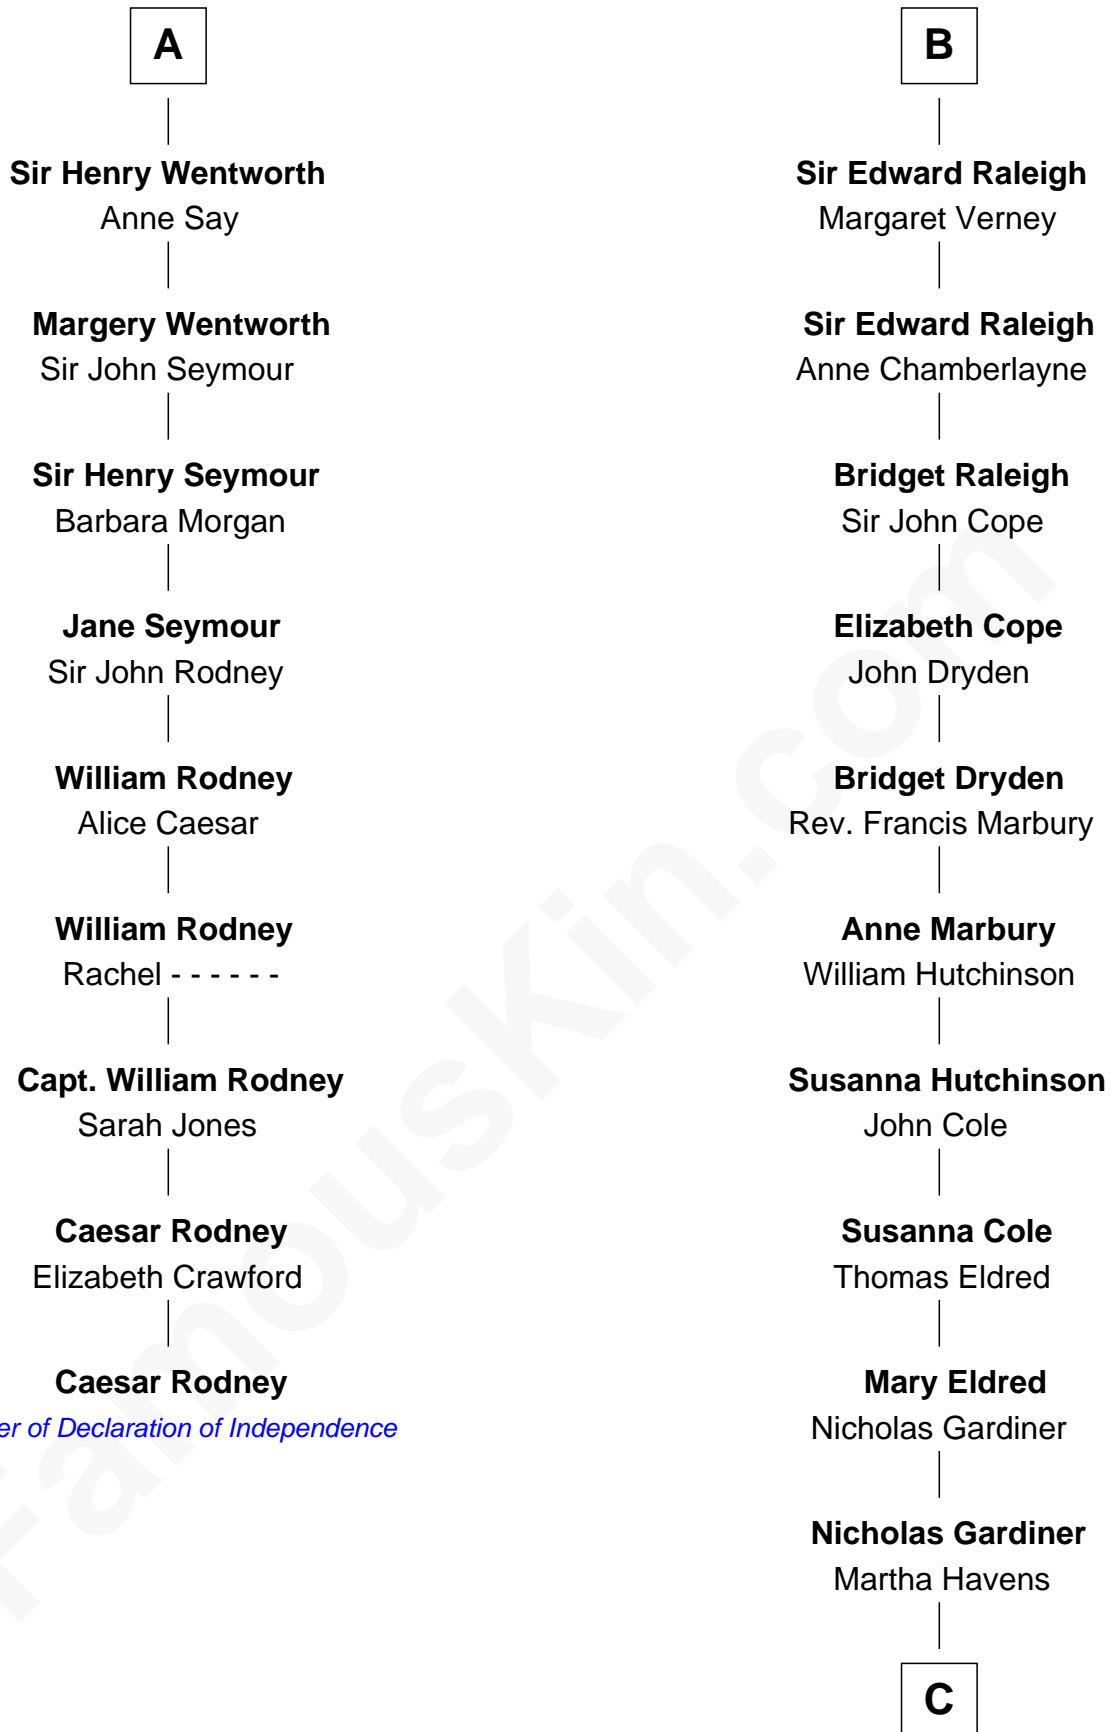 A
Sir Henry Wentworth
Anne Say
Margery Wentworth
Sir John Seymour
Sir Henry Seymour
Barbara Morgan
Jane Seymour
Sir John Rodney
William Rodney
Alice Caesar
William Rodney
Rachel - - - - - -
Capt. William Rodney
Sarah Jones
Caesar Rodney
Elizabeth Crawford
Caesar Rodney
er of Declaration of Independence
B
Sir Edward Raleigh
Margaret Verney
Sir Edward Raleigh
Anne Chamberlayne
Bridget Raleigh
Sir John Cope
Elizabeth Cope
John Dryden
Bridget Dryden
Rev. Francis Marbury
Anne Marbury
William Hutchinson
Susanna Hutchinson
John Cole
Susanna Cole
Thomas Eldred
Mary Eldred
Nicholas Gardiner
Nicholas Gardiner
Martha Havens
C
FamousKin.com